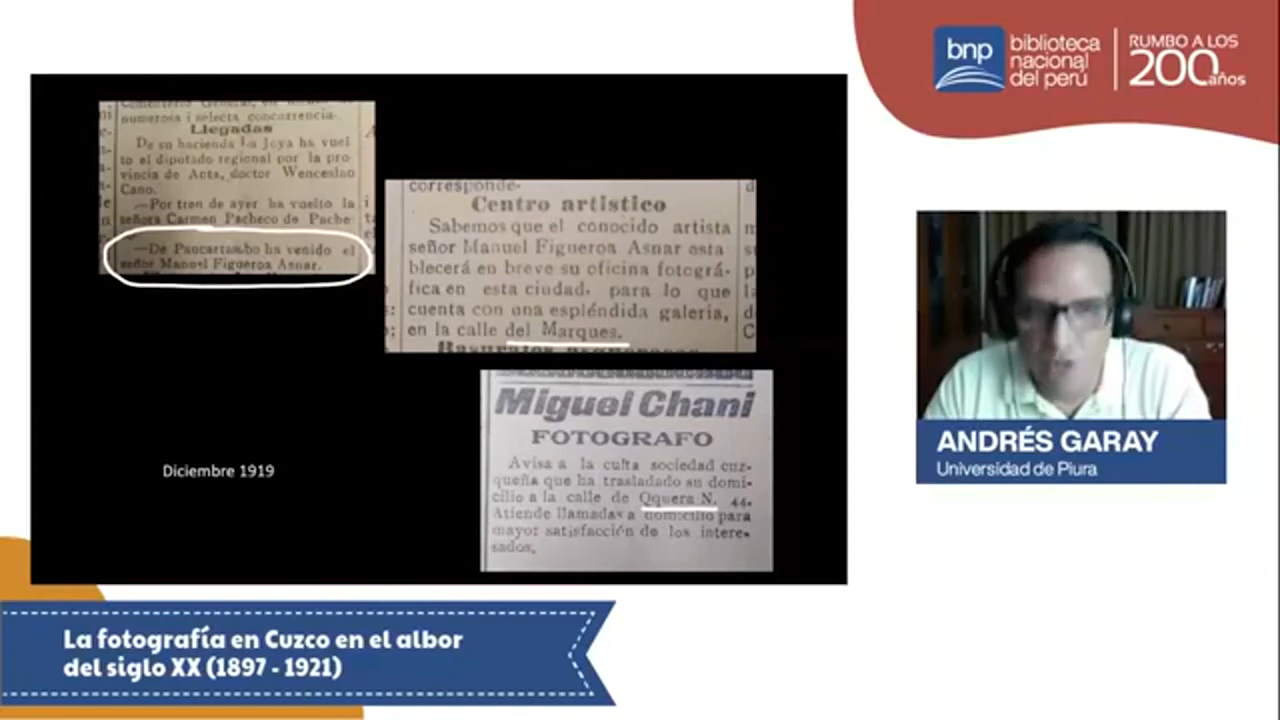 bnp
biblioteca
nacional
del perú
RUMBO A LOS
200 años
numerosa i selecta concurrencia.
Llegadas
De su hacienda La Joya ha vuel
to el diputado regional por la pro
vincia de Acta, doctor Wenceslao
Cano.
—Por tren de ayer ha vuelto la
señora Carmen Pacheco de Pache-
—De Paucartambo ha venido el
señor Manuel Figueroa Asnar.
corresponde-
Centro artistico
Sabemos que el conocido artista
señor Manuel Figueroa Asnar esta
blecerá en breve su oficina fotográ-
fica en esta ciudad, para lo que
cuenta con una espléndida galeria,
en la calle del Marques.
Miguel Chani
FOTOGRAFO
Avisa a la culta sociedad cuz-
queña que ha trasladado su domi-
cilio a la calle de Qquera N. 44.
Atiende llamadas a domicilio para
mayor satisfacción de los intere-
sados.
Diciembre 1919
ANDRÉS GARAY
Universidad de Piura
La fotografía en Cuzco en el albor
del siglo XX (1897 - 1921)